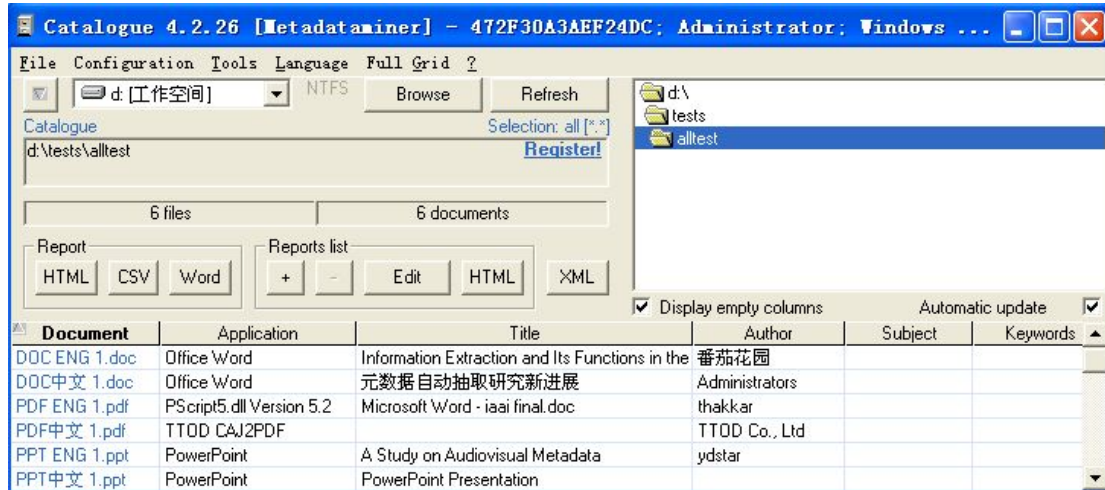 Catalogue 4.2.26 [Metadataminer] - 472F30A3AEF24DC; Administrator; Windows ...
File Configuration Tools Language Full Grid ?
d: [工作空间] NTFS Browse Refresh
Catalogue Selection: all [*.*]
d:\tests\alltest Register!
6 files 6 documents
Report Reports list
HTML CSV Word + - Edit HTML XML
d:\
tests
alltest
Display empty columns Automatic update
Document Application Title Author Subject Keywords
DOC ENG 1.doc Office Word Information Extraction and Its Functions in the 番茄花园
DOC中文 1.doc Office Word 元数据自动抽取研究新进展 Administrators
PDF ENG 1.pdf PScript5.dll Version 5.2 Microsoft Word - iaai final.doc thakkar
PDF中文 1.pdf TTOD CAJ2PDF TTOD Co., Ltd
PPT ENG 1.ppt PowerPoint A Study on Audiovisual Metadata ydstar
PPT中文 1.ppt PowerPoint PowerPoint Presentation